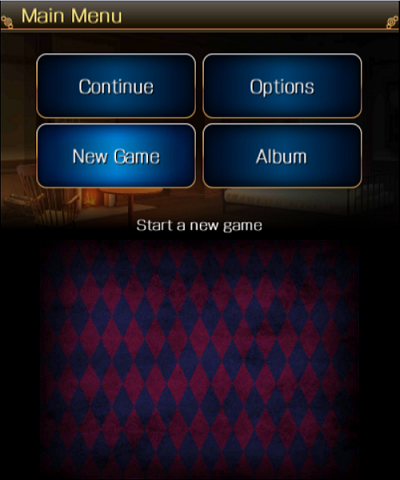 Main Menu
Continue
Options
New Game
Album
Start a new game